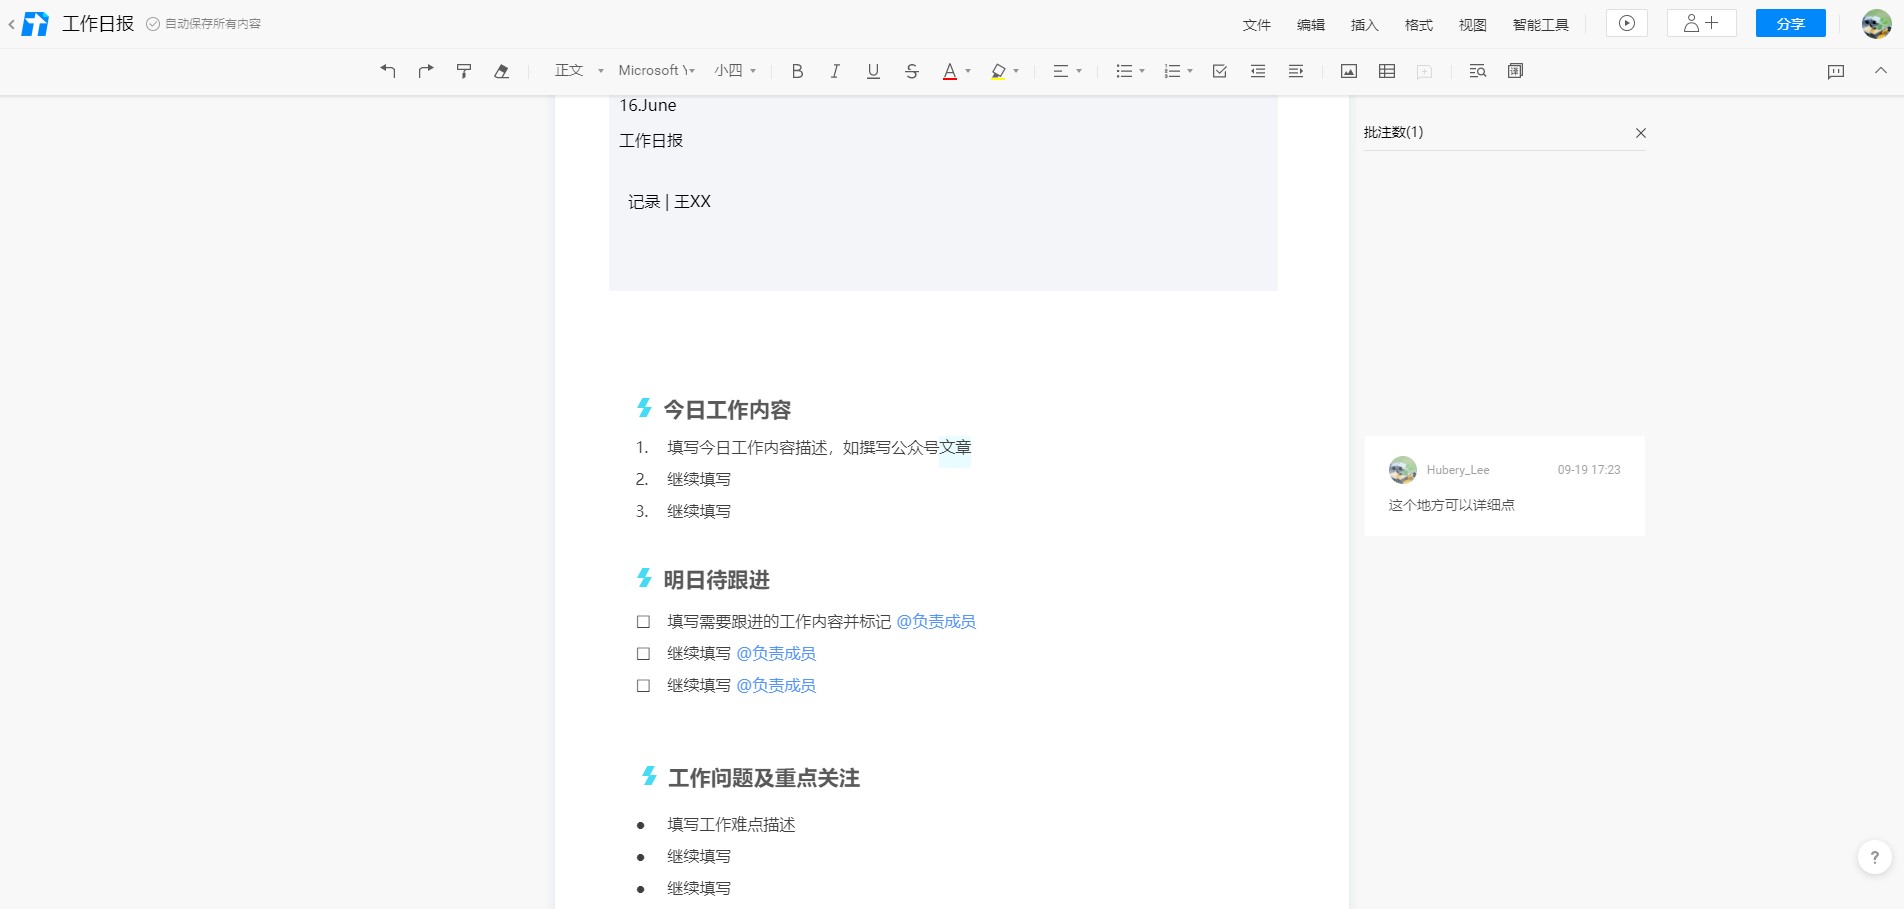 工作日报 自动保存所有内容 文件 编辑 插入 格式 视图 智能工具 分享
正文 Microsoft Y 小四 B I U S A
16.June
工作日报
记录 | 王XX
批注数(1)
今日工作内容
1. 填写今日工作内容描述，如撰写公众号文章
2. 继续填写
3. 继续填写
Hubery_Lee 09-19 17:23
这个地方可以详细点
明日待跟进
填写需要跟进的工作内容并标记 @负责成员
继续填写 @负责成员
继续填写 @负责成员
工作问题及重点关注
• 填写工作难点描述
• 继续填写
• 继续填写
?